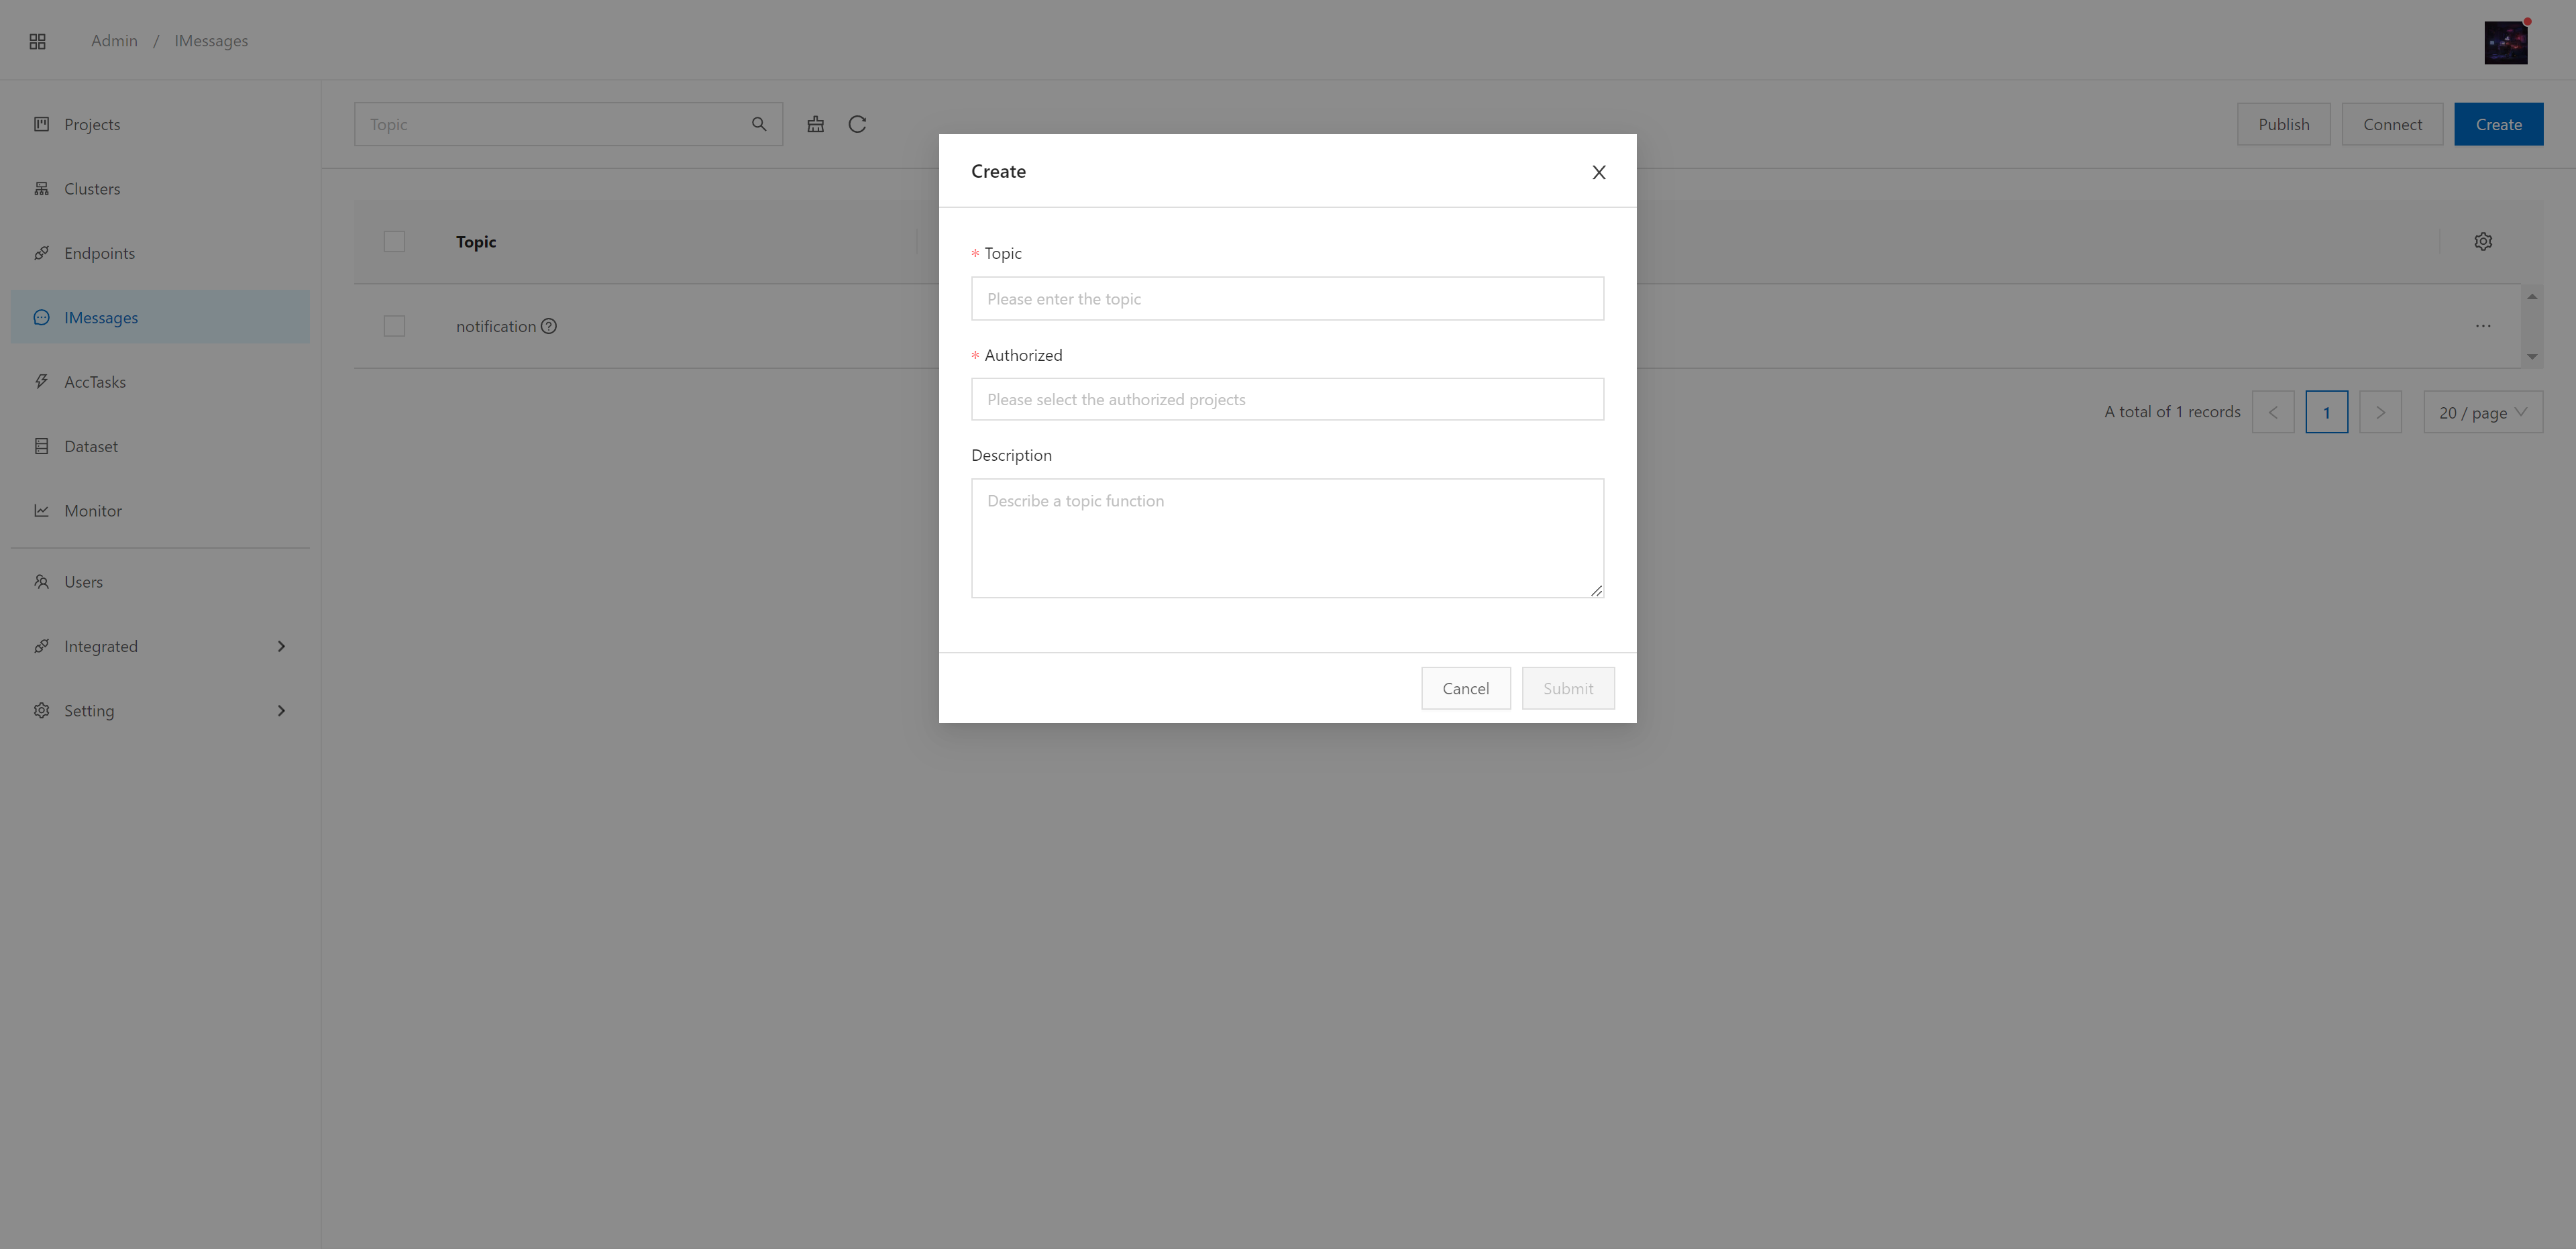 Admin / IMessages
Projects
Clusters
Endpoints
IMessages
AccTasks
Dataset
Monitor
Users
Integrated
Setting
Topic
Publish
Connect
Create
Topic
notification
A total of 1 records
1
20 / page
Create
* Topic
Please enter the topic
* Authorized
Please select the authorized projects
Description
Describe a topic function
Cancel
Submit